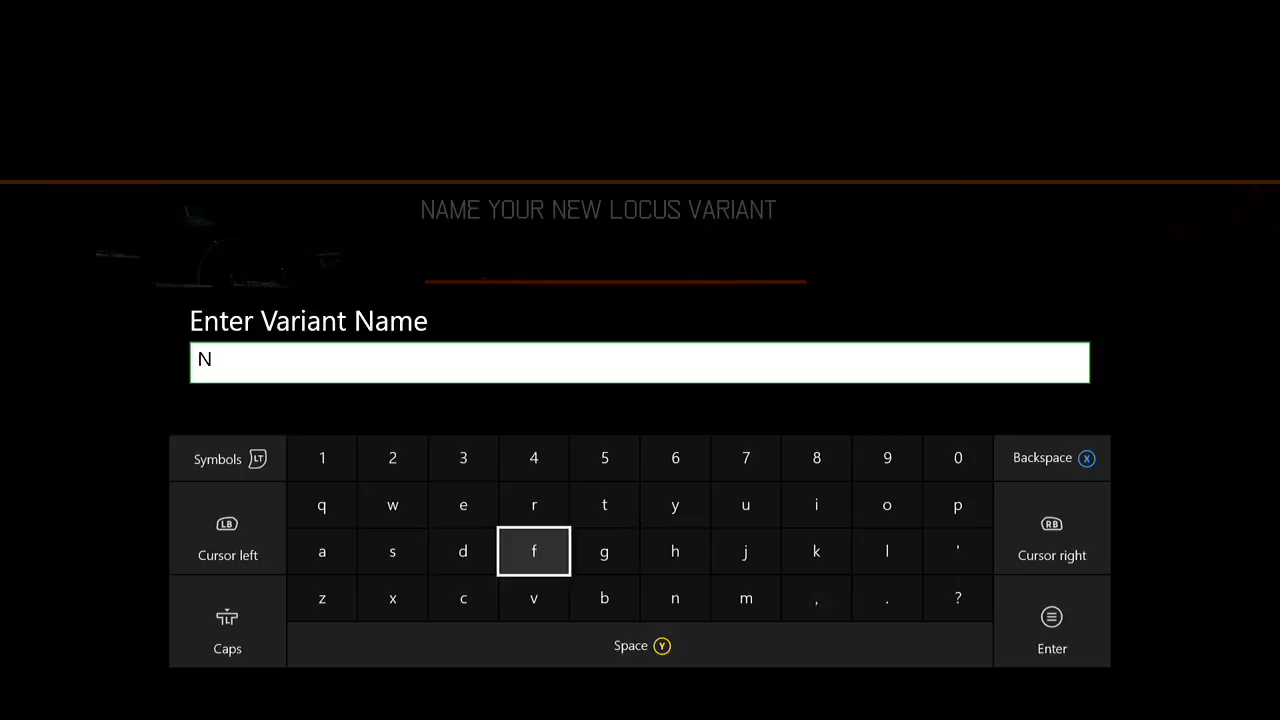 NAME YOUR NEW LOCUS VARIANT
Enter Variant Name
N
Symbols LT 1 2 3 4 5 6 7 8 9 0 Backspace X
q w e r t y u i o p
LB RB
Cursor left a s d f g h j k l ' Cursor right
z x c v b n m , . ?
Caps Space Y Enter